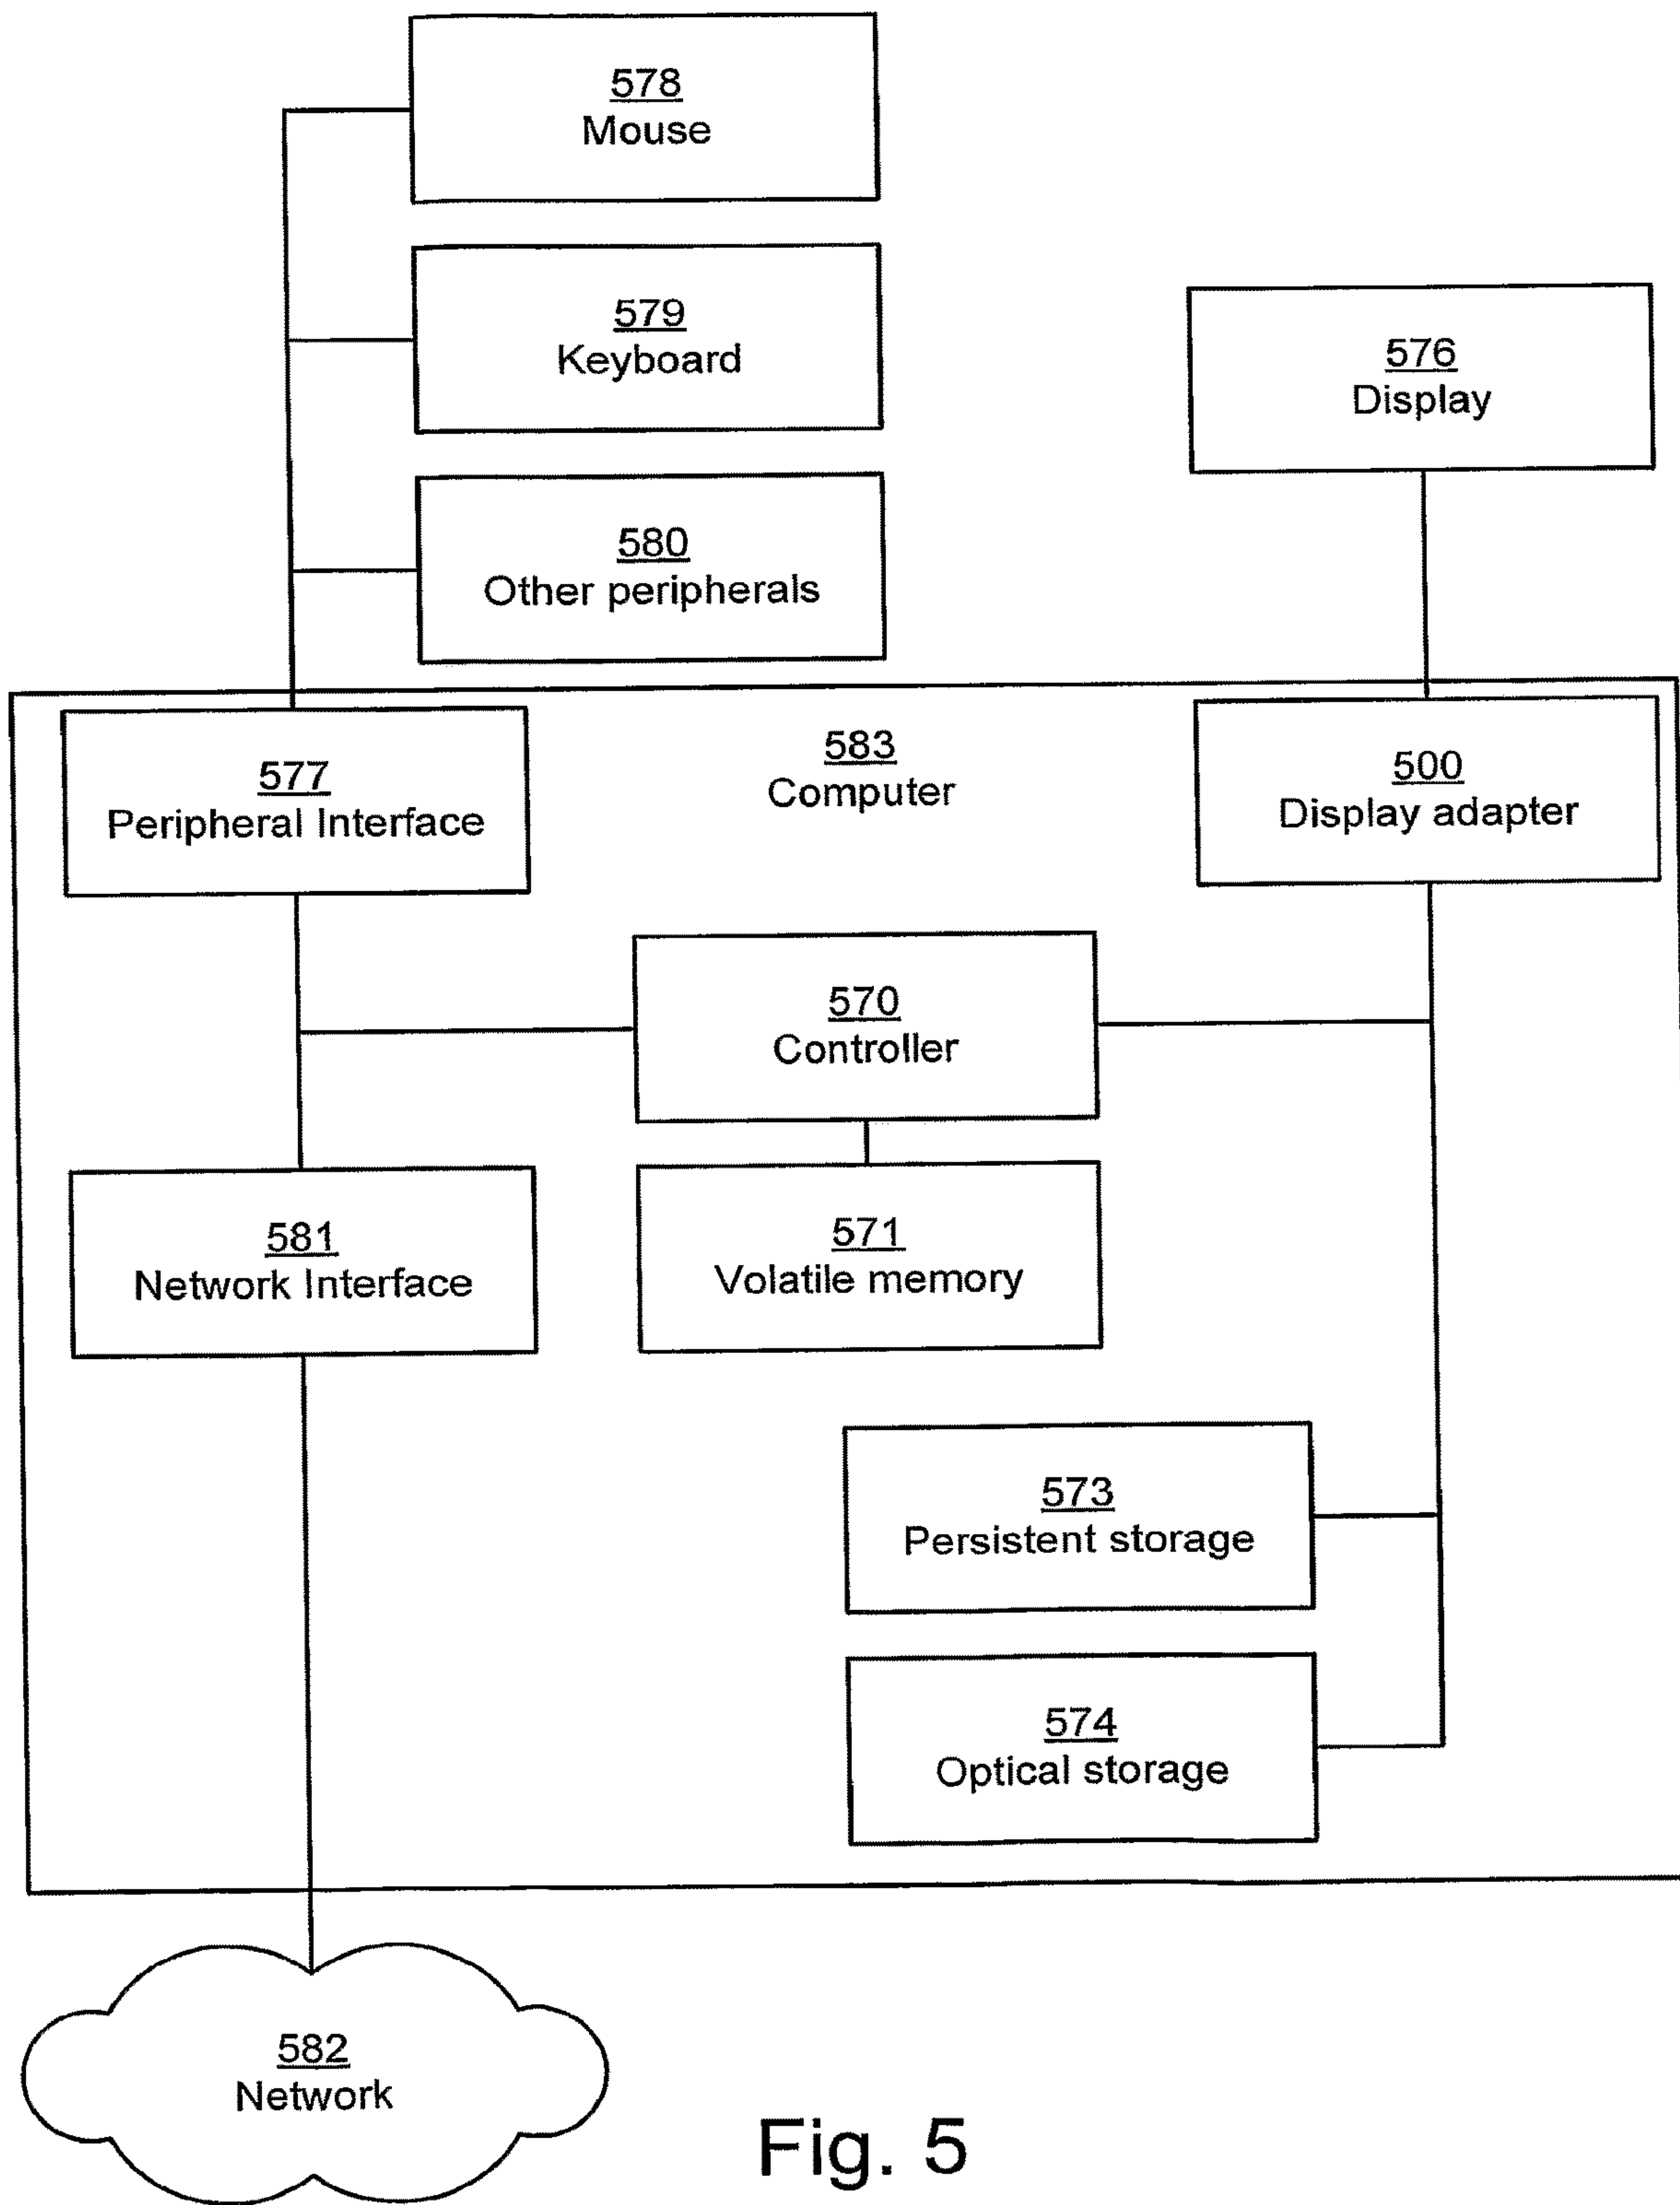 578
Mouse
579
Keyboard
576
Display
580
Other peripherals
577
Peripheral Interface
583
Computer
500
Display adapter
570
Controller
581
Network Interface
571
Volatile memory
573
Persistent storage
574
Optical storage
582
Network
Fig. 5